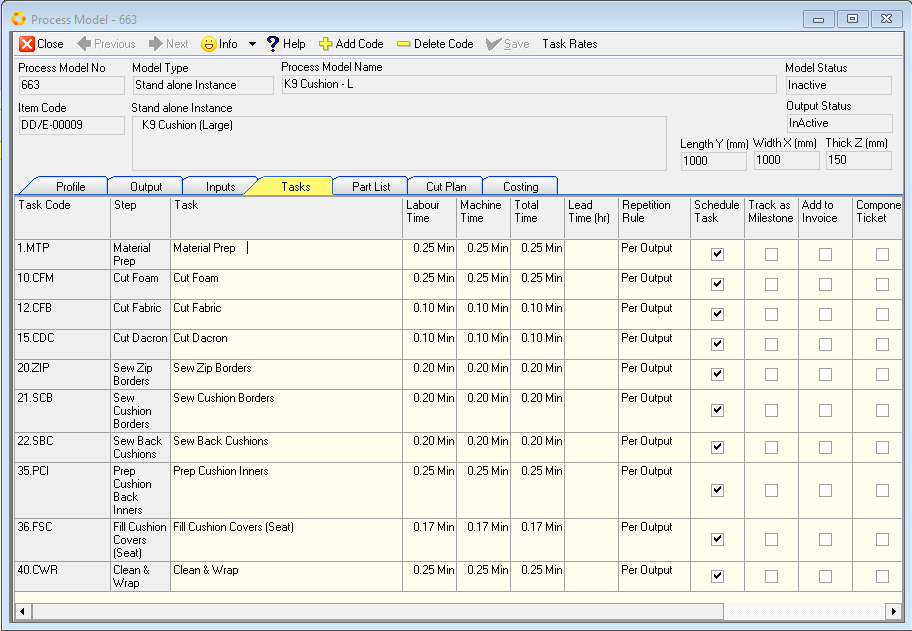 Process Model - 663
Close Previous Next Info Help Add Code Delete Code Save Task Rates
Process Model No Model Type Process Model Name Model Status
663 Stand alone Instance K9 Cushion - L Inactive
Item Code Stand alone Instance Output Status
DD/E-00009 K9 Cushion (Large) InActive
Length Y (mm) Width X (mm) Thick Z (mm)
1000 1000 150
Profile Output Inputs Tasks Part List Cut Plan Costing
Task Code Step Task Labour Machine Total Lead Repetition Schedule Track as Add to Compone
Time Time Time Time (hr) Rule Task Milestone Invoice Ticket
1.MTP Material Material Prep 0.25 Min 0.25 Min 0.25 Min Per Output
Prep
10.CFM Cut Foam Cut Foam 0.25 Min 0.25 Min 0.25 Min Per Output
12.CFB Cut Fabric Cut Fabric 0.10 Min 0.10 Min 0.10 Min Per Output
15.CDC Cut Dacron Cut Dacron 0.10 Min 0.10 Min 0.10 Min Per Output
20.ZIP Sew Zip Sew Zip Borders 0.20 Min 0.20 Min 0.20 Min Per Output
Borders
21.SCB Sew Sew Cushion Borders 0.20 Min 0.20 Min 0.20 Min Per Output
Cushion
Borders
22.SBC Sew Back Sew Back Cushions 0.20 Min 0.20 Min 0.20 Min Per Output
Cushions
35.PCI Prep Prep Cushion Inners 0.25 Min 0.25 Min 0.25 Min Per Output
Cushion
Back
Inners
36.FSC Fill Cushion Fill Cushion Covers (Seat) 0.17 Min 0.17 Min 0.17 Min Per Output
Covers
(Seat)
40.CWR Clean & Clean & Wrap 0.25 Min 0.25 Min 0.25 Min Per Output
Wrap